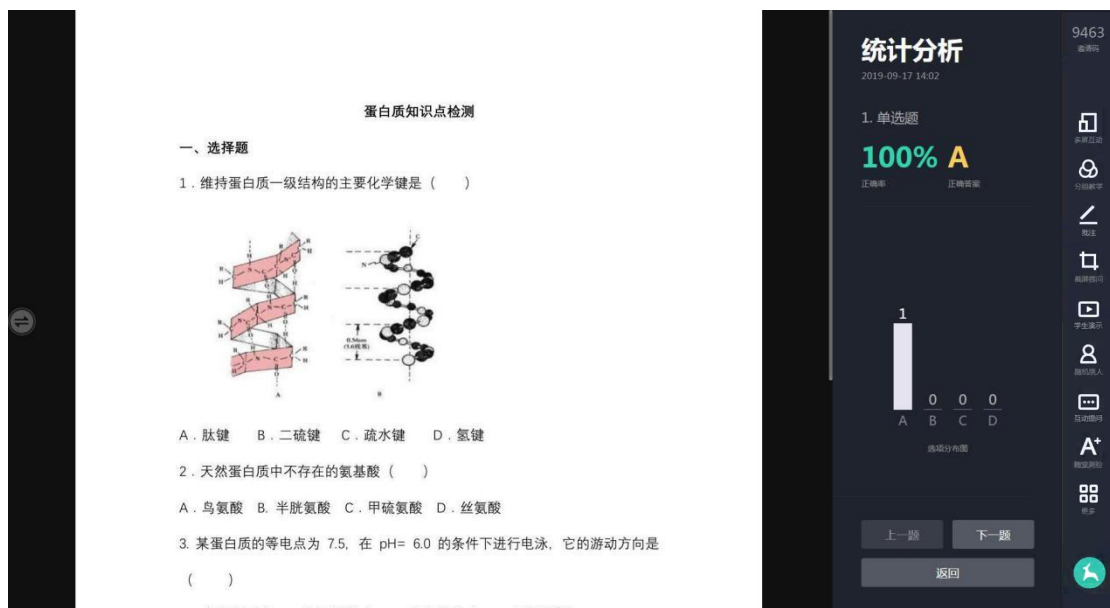 蛋白质知识点检测
一、选择题
1．维持蛋白质一级结构的主要化学键是（　　）
0.54nm
A
B
A．肽键　B．二硫键　C．疏水键　D．氢键
2．天然蛋白质中不存在的氨基酸（　　）
A．鸟氨酸　B. 半胱氨酸　C．甲硫氨酸　D．丝氨酸
3. 某蛋白质的等电点为 7.5，在 pH= 6.0 的条件下进行电泳，它的游动方向是
（　　）
统计分析
2019-09-17 14:02
1. 单选题
100% A
正确率 正确答案
1 0 0 0
A B C D
选项分布图
上一题 下一题
返回
9463
邀请码
多屏互动
分组教学
批注
截屏提问
学生演示
随机挑人
互动提问
A+
随堂测验
更多